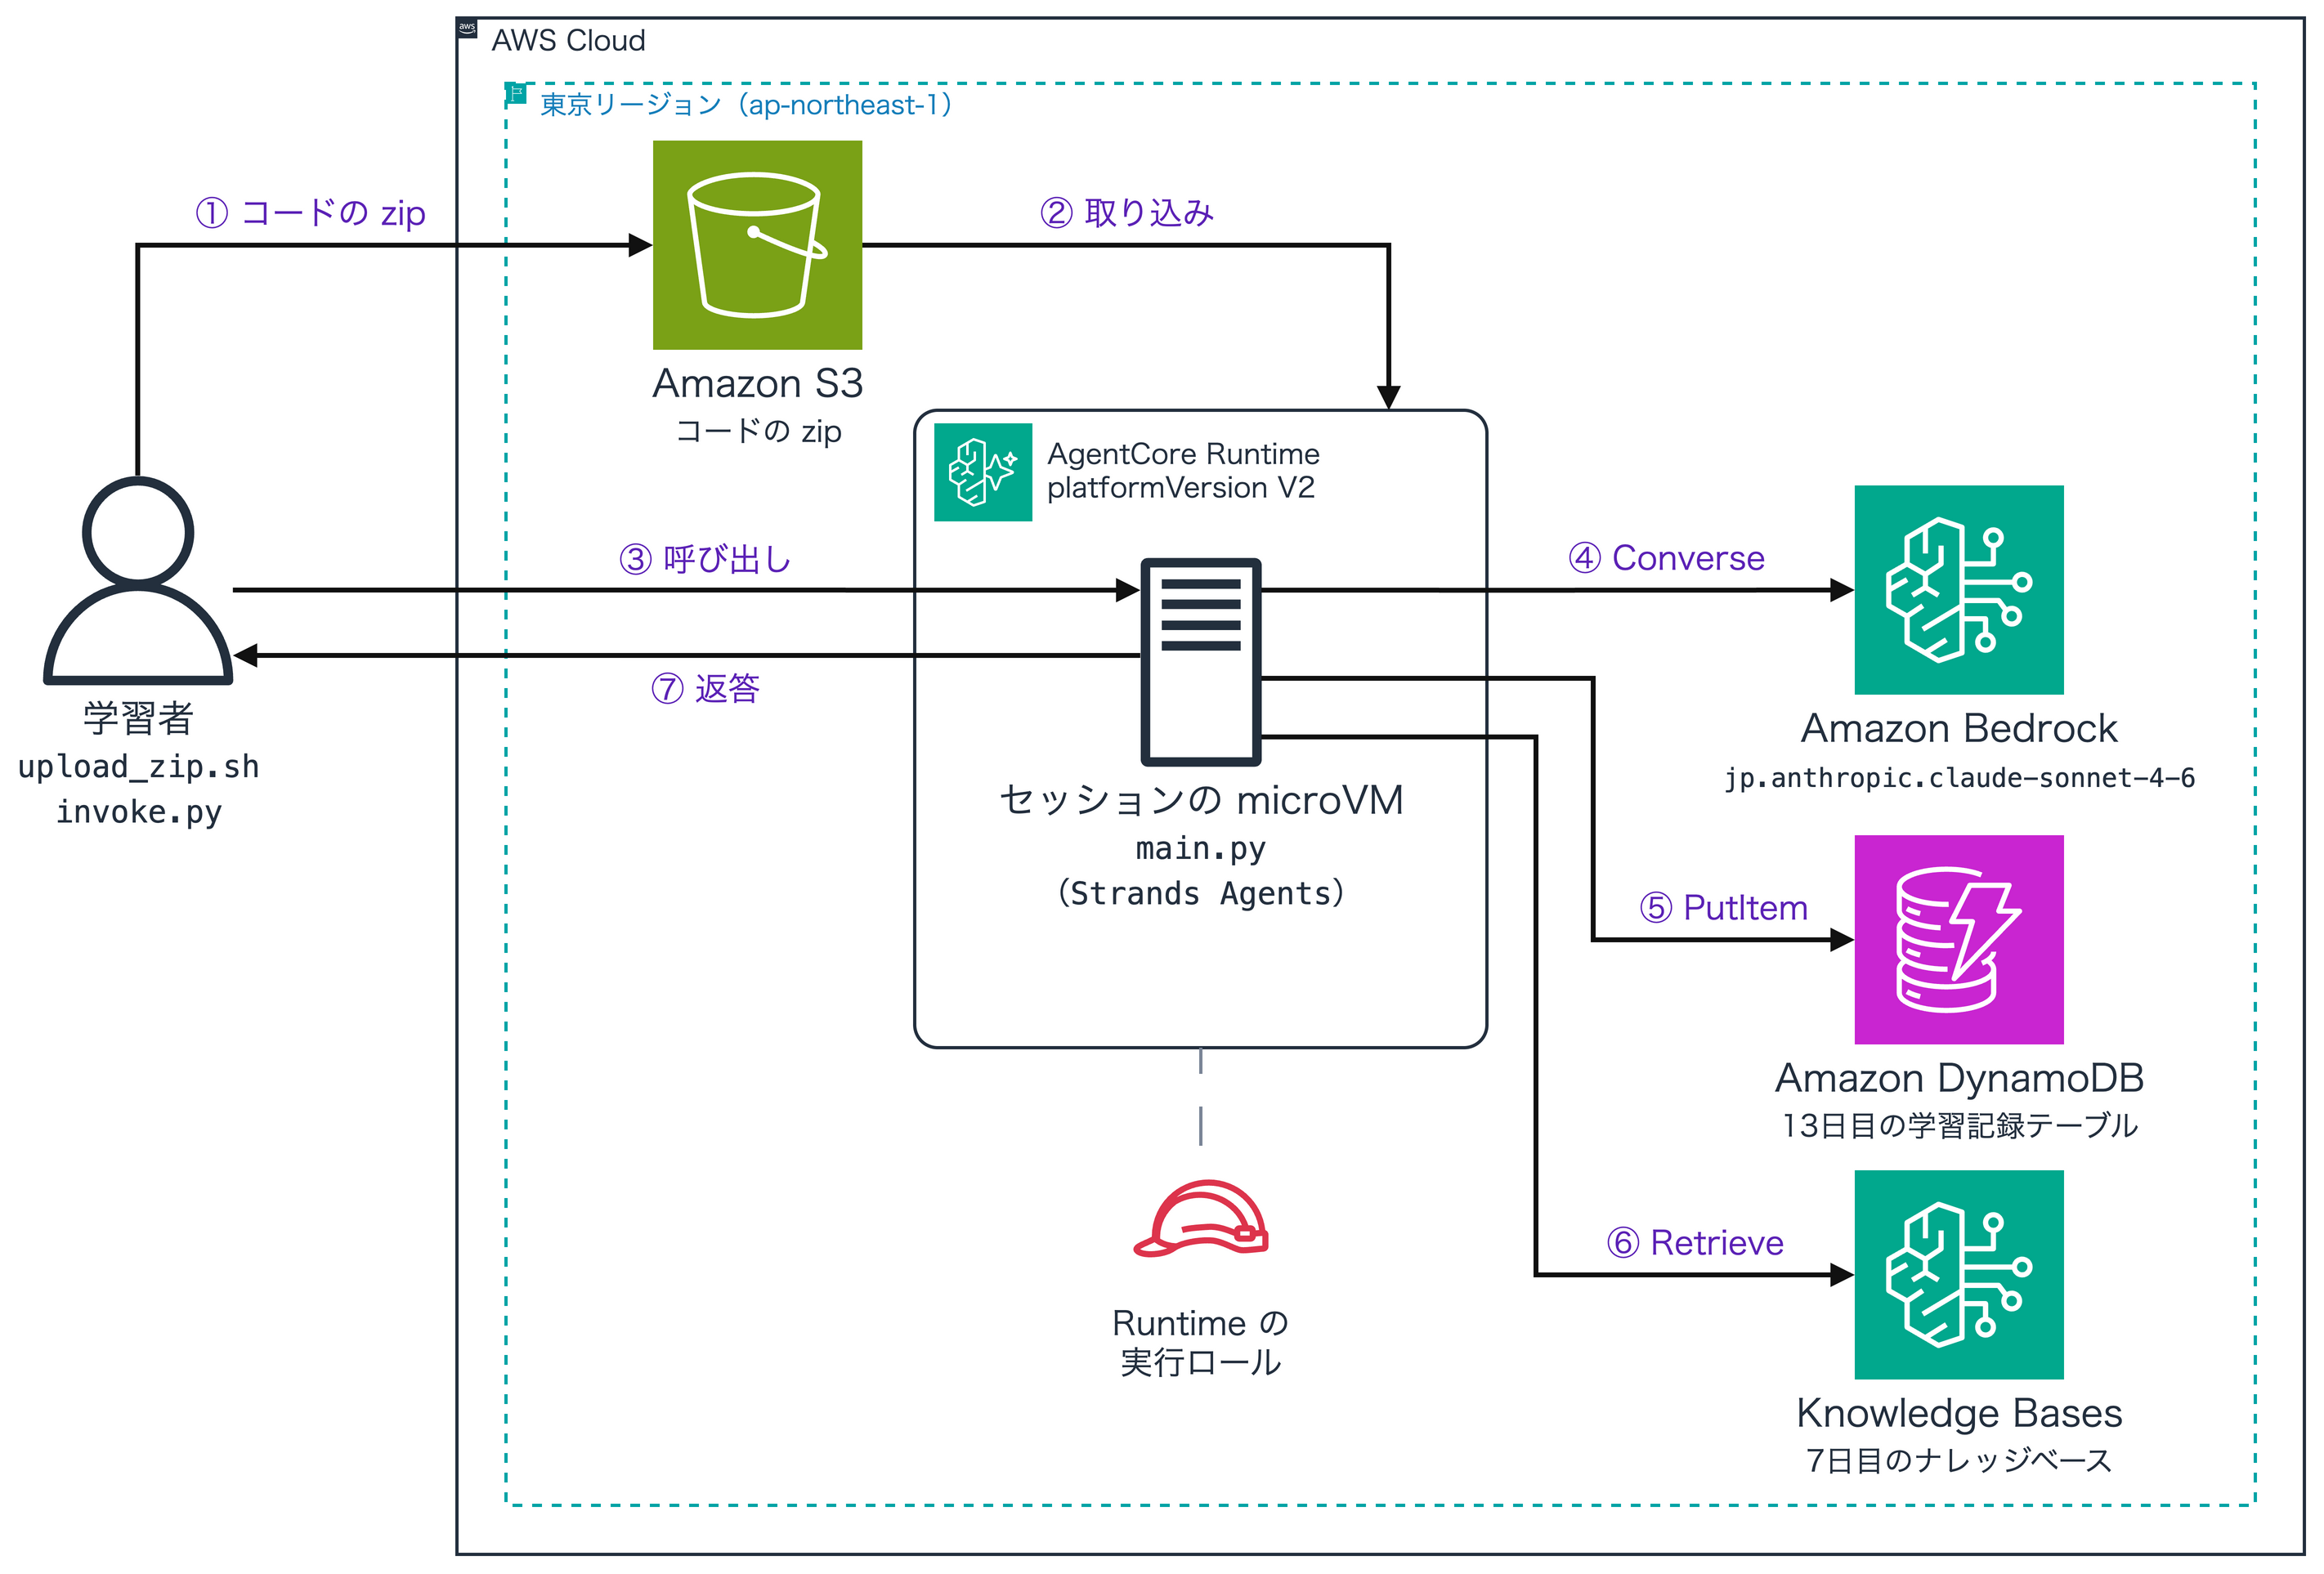 aws
AWS Cloud
東京リージョン（ap-northeast-1）
① コードの zip
② 取り込み
Amazon S3
コードの zip
AgentCore Runtime
platformVersion V2
③ 呼び出し
④ Converse
⑦ 返答
学習者
upload_zip.sh
invoke.py
セッションの microVM
main.py
（Strands Agents）
Amazon Bedrock
jp.anthropic.claude-sonnet-4-6
⑤ PutItem
Amazon DynamoDB
13日目の学習記録テーブル
⑥ Retrieve
Runtime の
実行ロール
Knowledge Bases
7日目のナレッジベース